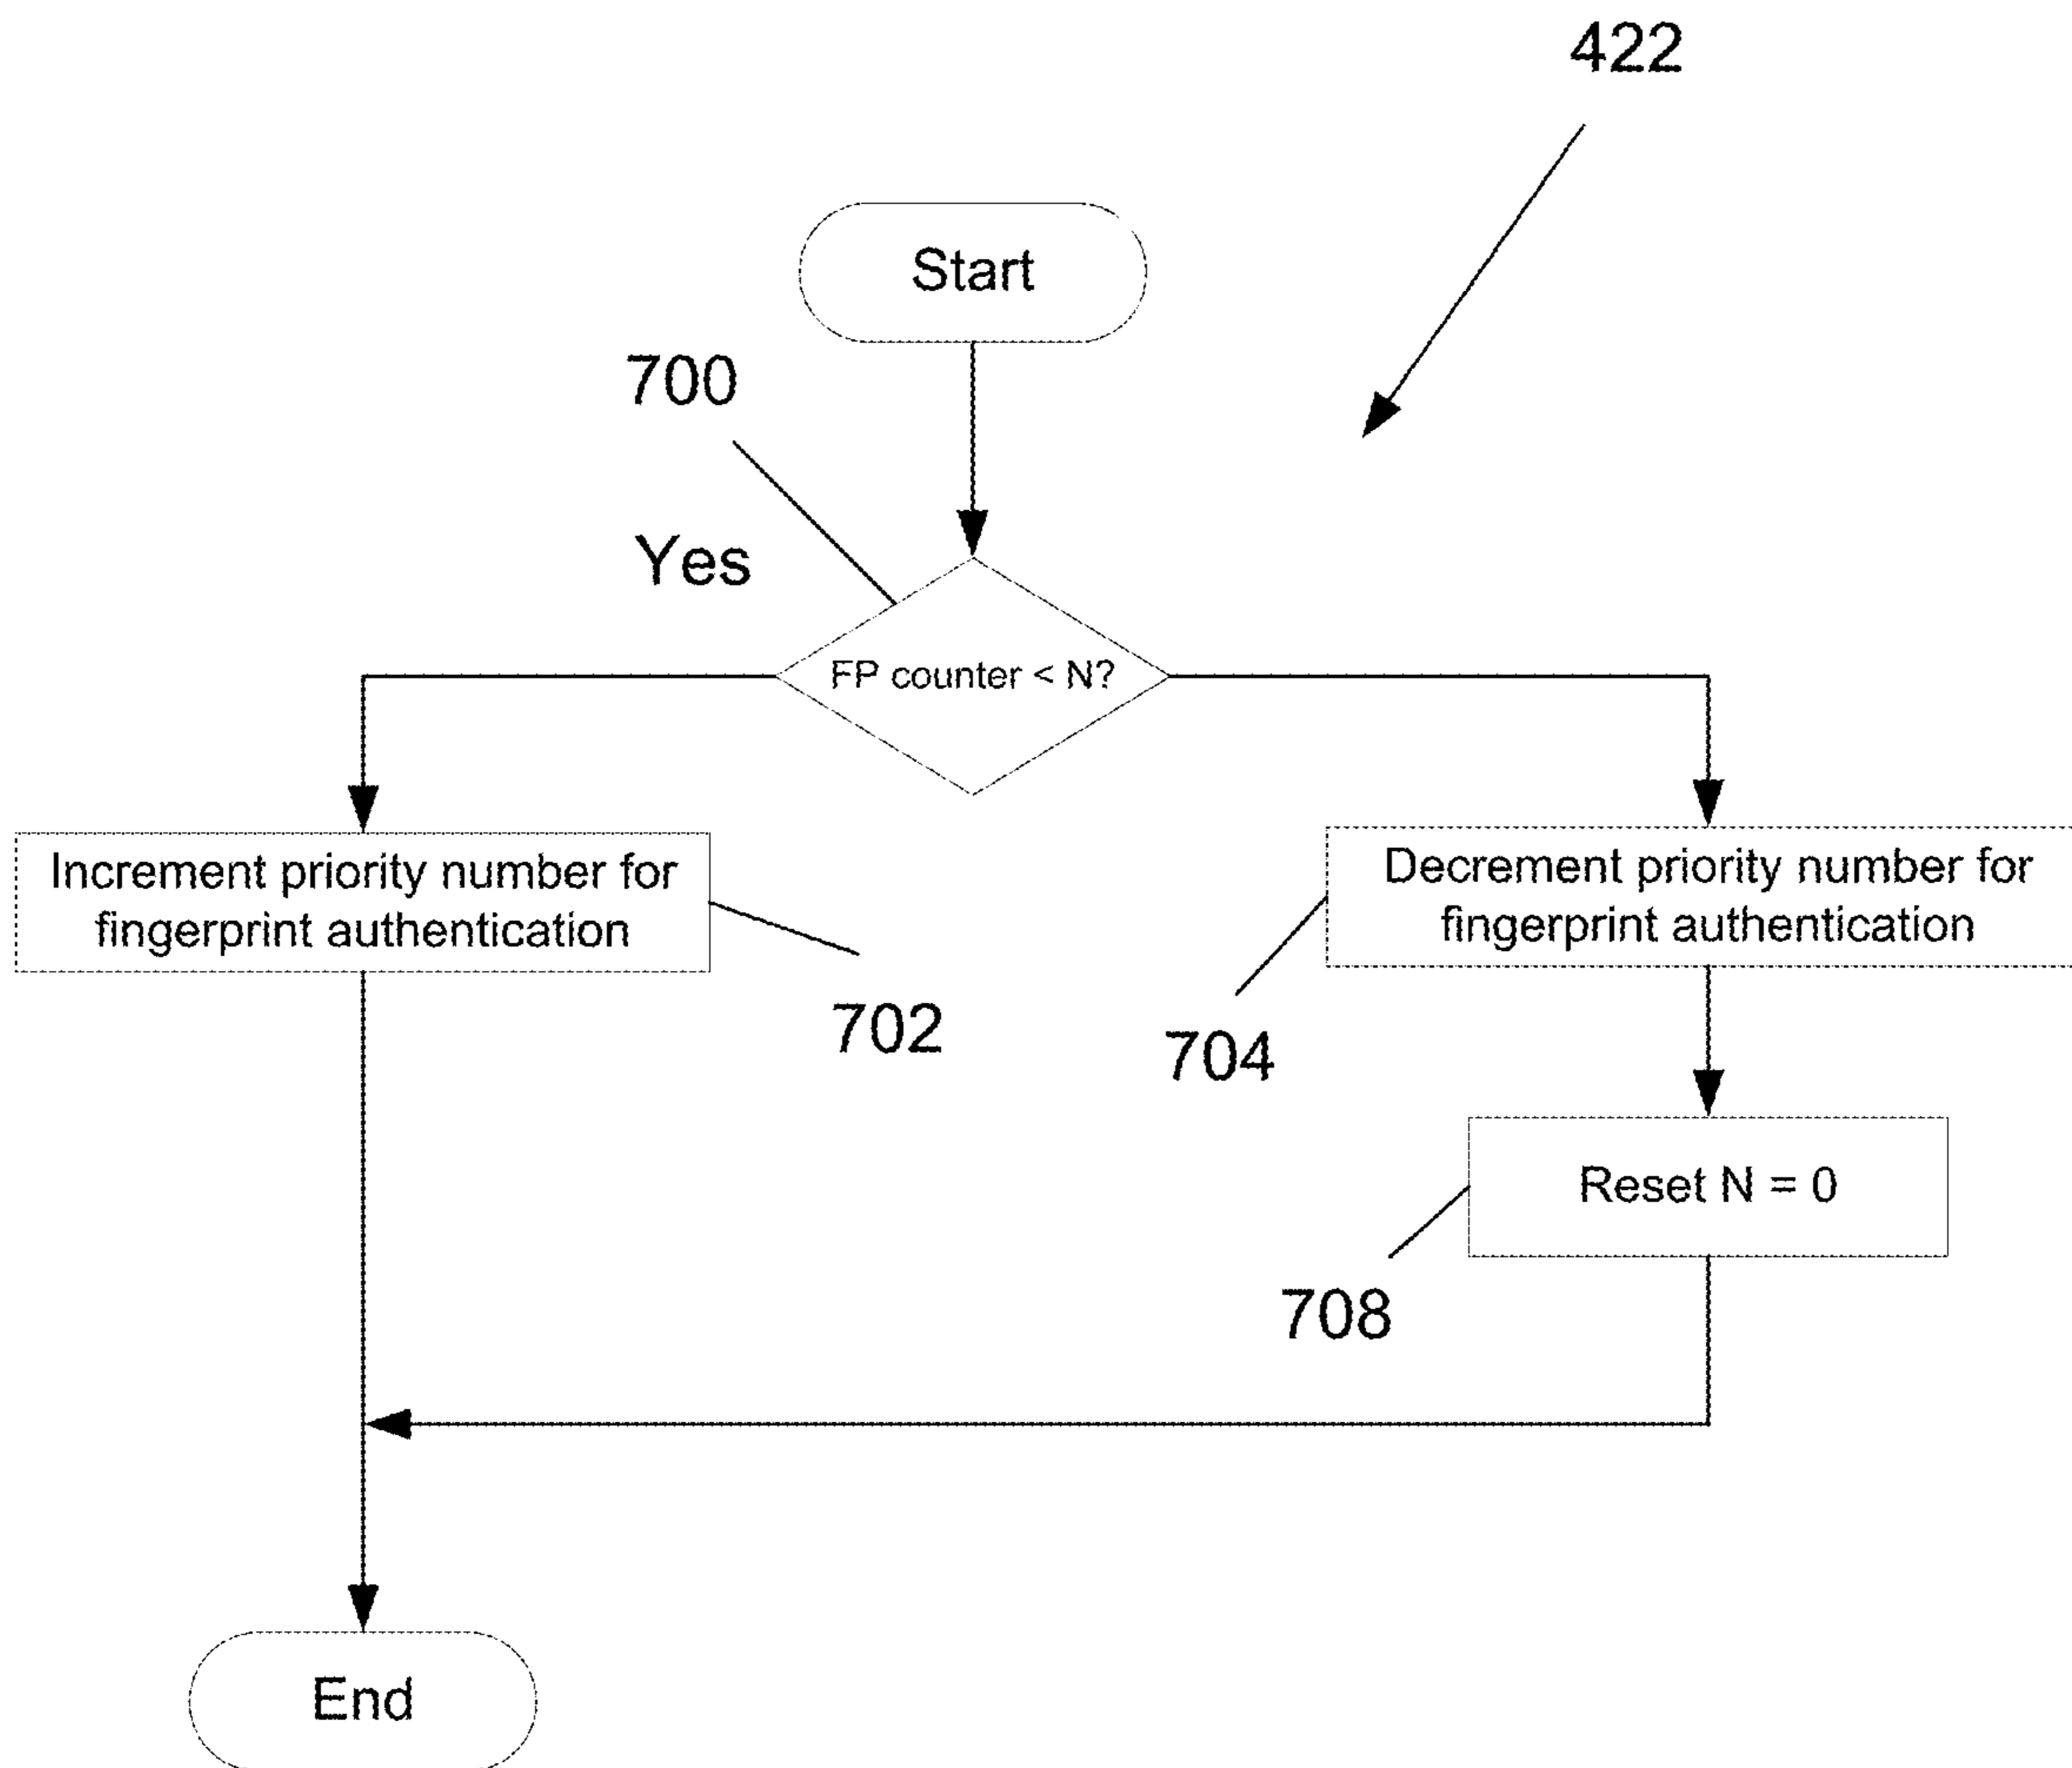 422
Start
700
Yes
FP counter < N?
Increment priority number for
fingerprint authentication
702
Decrement priority number for
fingerprint authentication
704
Reset N = 0
708
End